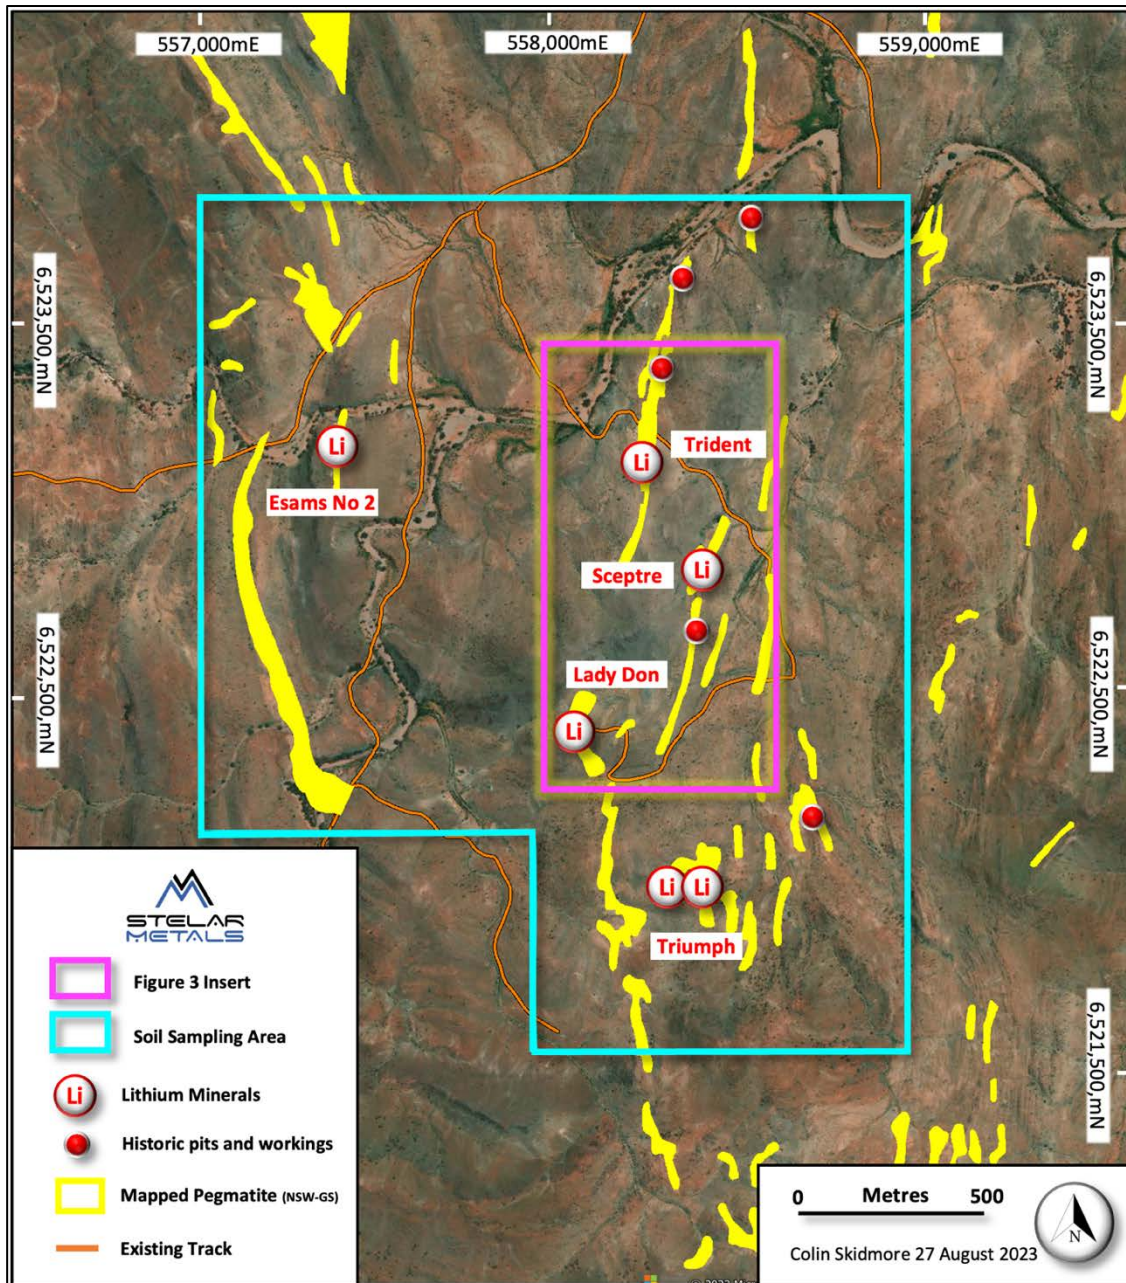 557,000mE
558,000mE
559,000mE
6,523,500,mN
6,523,500,mN
Li
Trident
Li
Esams No 2
Sceptre
Li
6,522,500,mN
6,522,500,mN
Lady Don
Li
Li
Li
Triumph
STELAR
METALS
Figure 3 Insert
Soil Sampling Area
Li
Lithium Minerals
Historic pits and workings
Mapped Pegmatite (NSW-GS)
Existing Track
6,521,500,mN
0 Metres 500
N
Colin Skidmore 27 August 2023